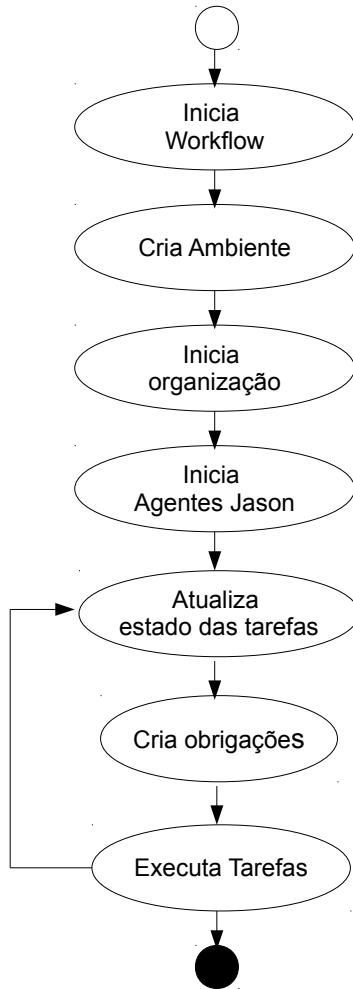 Inicia
Workflow
Cria Ambiente
Inicia
organização
Inicia
Agentes Jason
Atualiza
estado das tarefas
Cria obrigações
Executa Tarefas